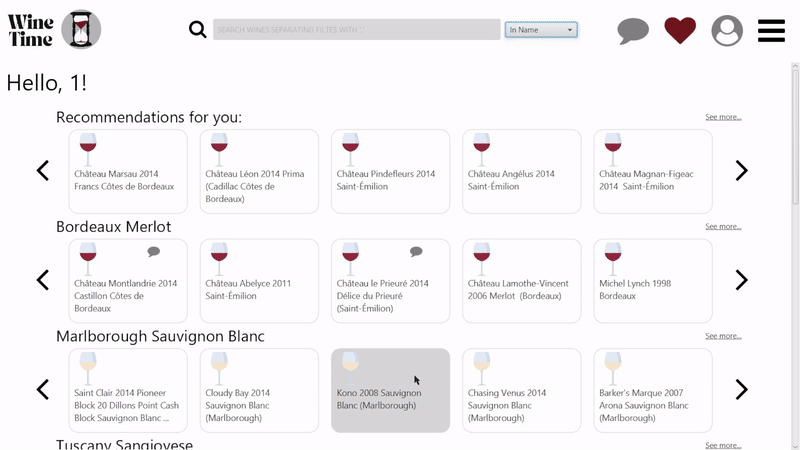 Wine
Time
SEARCH WINES SEPARATING FILTES WITH ','
In Name
Hello, 1!
Recommendations for you:
See more...
Château Marsau 2014
Francs Côtes de Bordeaux
Château Léon 2014 Prima
(Cadillac Côtes de
Bordeaux)
Château Pindefleurs 2014
Saint-Émilion
Château Angélus 2014
Saint-Émilion
Château Magnan-Figeac
2014 Saint-Émilion
Bordeaux Merlot
See more...
Château Montlandrie 2014
Castillon Côtes de
Bordeaux
Château Abelyce 2011
Saint-Émilion
Château le Prieuré 2014
Délice du Prieuré
(Saint-Émilion)
Château Lamothe-Vincent
2006 Merlot (Bordeaux)
Michel Lynch 1998
Bordeaux
Marlborough Sauvignon Blanc
See more...
Saint Clair 2014 Pioneer
Block 20 Dillons Point Cash
Block Sauvignon Blanc ...
Cloudy Bay 2014
Sauvignon Blanc
(Marlborough)
Kono 2008 Sauvignon
Blanc (Marlborough)
Chasing Venus 2014
Sauvignon Blanc
(Marlborough)
Barker's Marque 2007
Arona Sauvignon Blanc
(Marlborough)
Tuscany Sangiovese
See more...